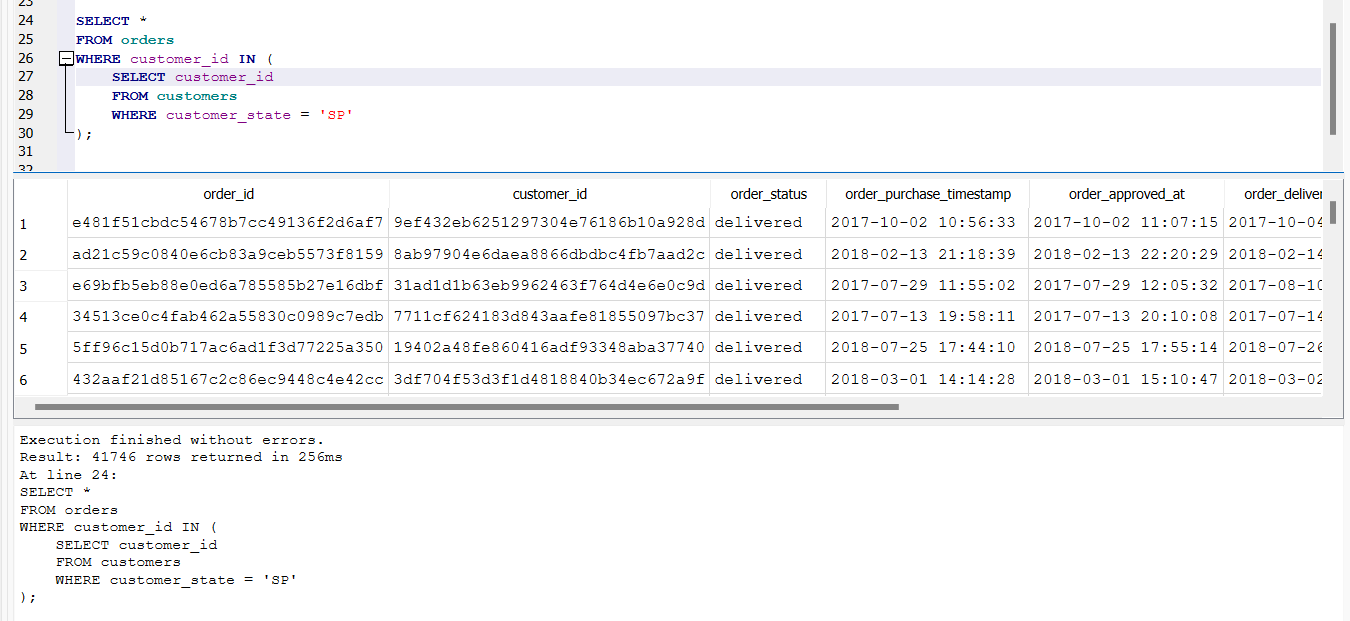 23
24 SELECT *
25 FROM orders
26 WHERE customer_id IN (
27 SELECT customer_id
28 FROM customers
29 WHERE customer_state = 'SP'
30 );
31
32
order_id customer_id order_status order_purchase_timestamp order_approved_at order_deliver
1 e481f51cbdc54678b7cc49136f2d6af7 9ef432eb6251297304e76186b10a928d delivered 2017-10-02 10:56:33 2017-10-02 11:07:15 2017-10-04
2 ad21c59c0840e6cb83a9ceb5573f8159 8ab97904e6daea8866dbdbc4fb7aad2c delivered 2018-02-13 21:18:39 2018-02-13 22:20:29 2018-02-14
3 e69bfb5eb88e0ed6a785585b27e16dbf 31ad1d1b63eb9962463f764d4e6e0c9d delivered 2017-07-29 11:55:02 2017-07-29 12:05:32 2017-08-10
4 34513ce0c4fab462a55830c0989c7edb 7711cf624183d843aafe81855097bc37 delivered 2017-07-13 19:58:11 2017-07-13 20:10:08 2017-07-14
5 5ff96c15d0b717ac6ad1f3d77225a350 19402a48fe860416adf93348aba37740 delivered 2018-07-25 17:44:10 2018-07-25 17:55:14 2018-07-26
6 432aaf21d85167c2c86ec9448c4e42cc 3df704f53d3f1d4818840b34ec672a9f delivered 2018-03-01 14:14:28 2018-03-01 15:10:47 2018-03-02
Execution finished without errors.
Result: 41746 rows returned in 256ms
At line 24:
SELECT *
FROM orders
WHERE customer_id IN (
SELECT customer_id
FROM customers
WHERE customer_state = 'SP'
);